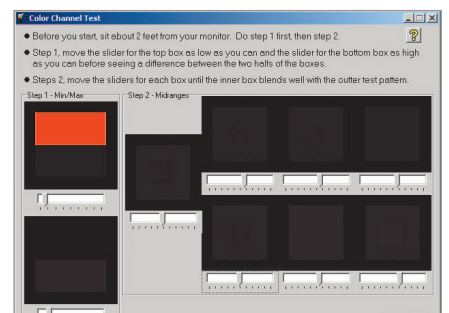 Color Channel Test
● Before you start, sit about 2 feet from your monitor. Do step 1 first, then step 2.
● Step 1, move the slider for the top box as low as you can and the slider for the bottom box as high
as you can before seeing a difference between the two halfs of the boxes.
● Steps 2, move the sliders for each box until the inner box blends well with the outter test pattern.
Step 1 - Min/Max
Step 2 - Midranges